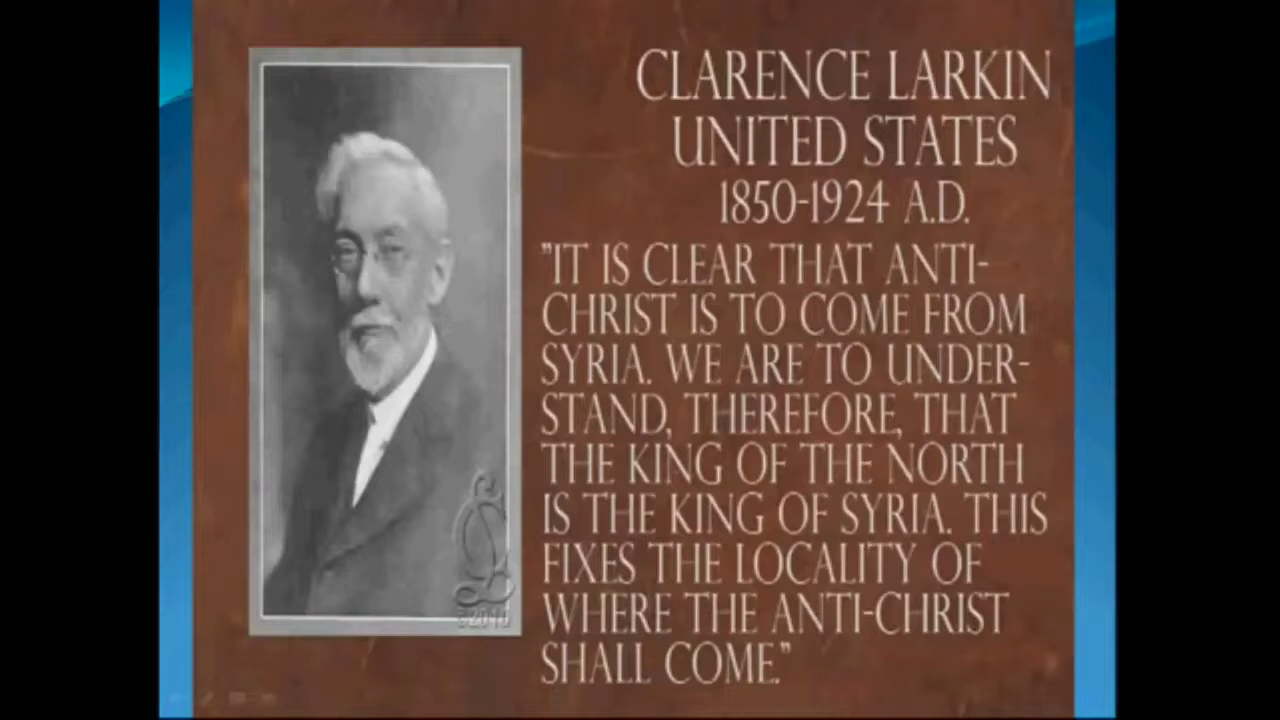 CLARENCE LARKIN
UNITED STATES
1850-1924 A.D.
"IT IS CLEAR THAT ANTI-
CHRIST IS TO COME FROM
SYRIA. WE ARE TO UNDER-
STAND, THEREFORE, THAT
THE KING OF THE NORTH
IS THE KING OF SYRIA. THIS
FIXES THE LOCALITY OF
WHERE THE ANTI-CHRIST
SHALL COME."
©2010